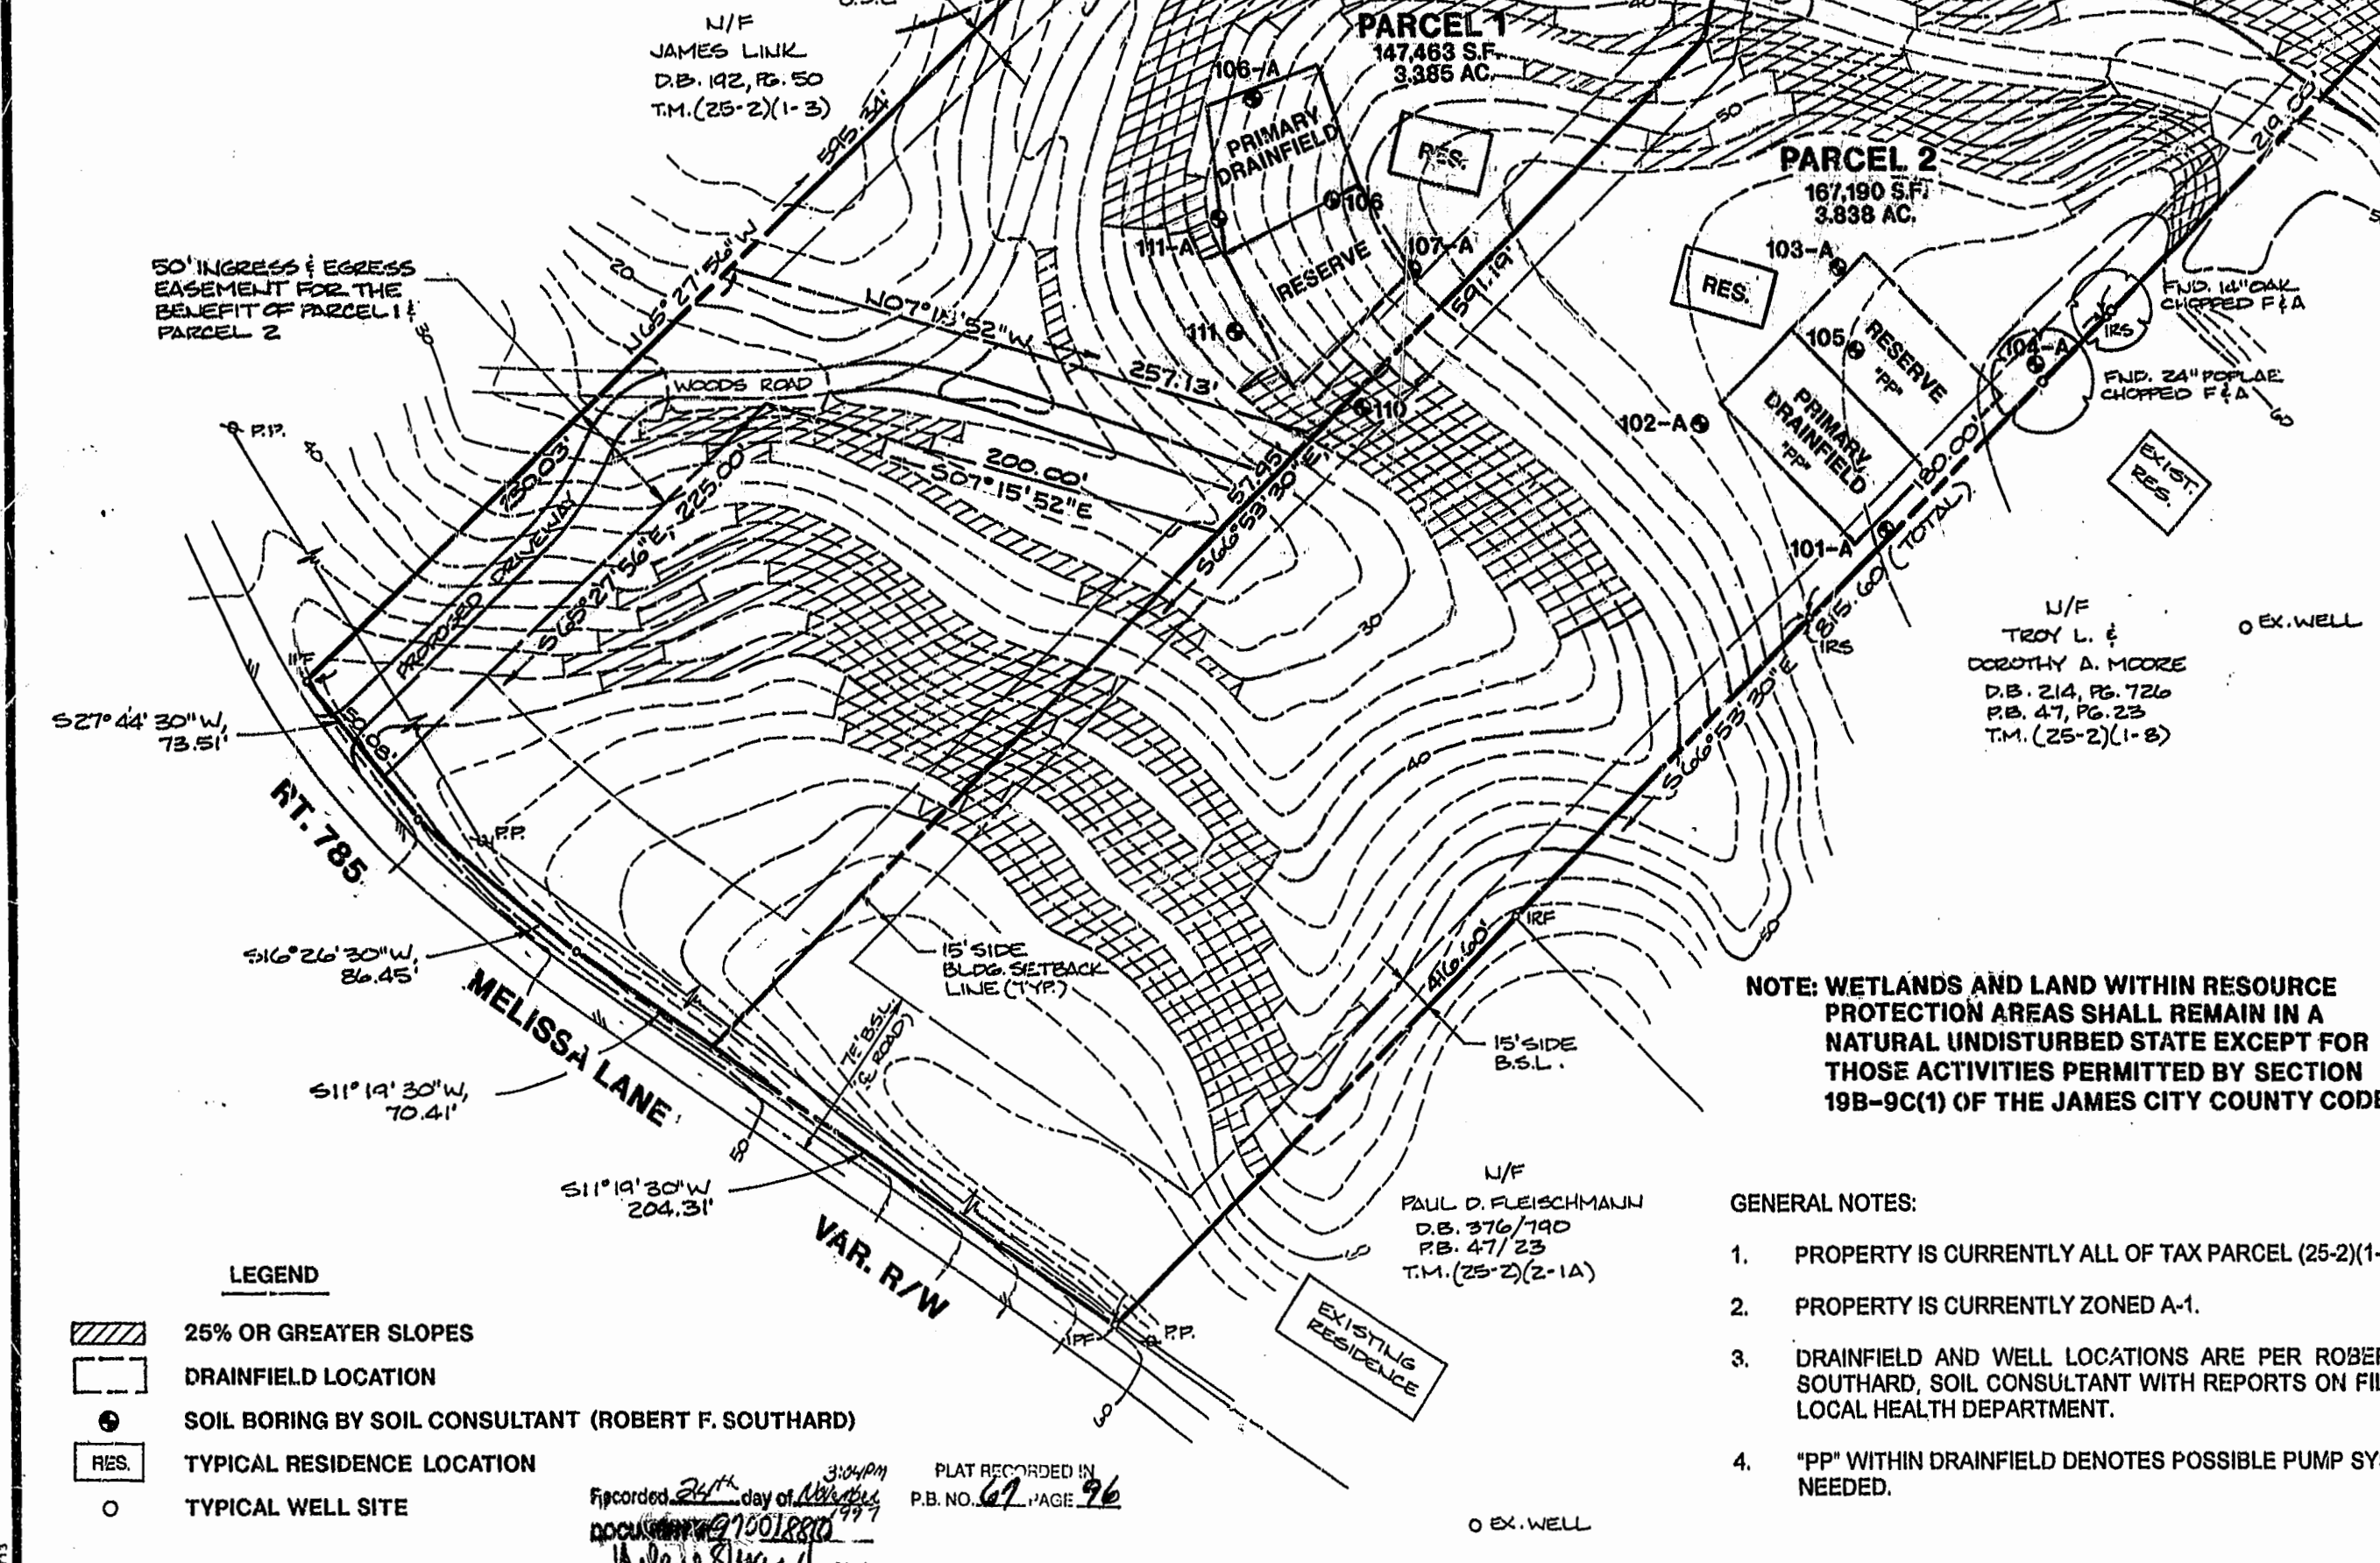 N/F
JAMES LINK
D.B. 192, PG. 50
T.M.(25-2)(1-3)
595.34'
N65°27'56"W
PARCEL 1
147,463 S.F.
3.385 AC.
106-A
PRIMARY
DRAINFIELD
RES.
106
111-A
107-A
RESERVE
111
591.19'
50
PARCEL 2
167,190 S.F.
3.838 AC.
219.00'
103-A
RES.
105
RESERVE
"PP"
PRIMARY
DRAINFIELD
"PP"
104-A
102-A
101-A
IRS
FND. 14" OAK
CHOPPED F & A
FND. 24" POPLAE
CHOPPED F & A
60
EXIST.
RES.
180.00'
815.60' (TOTAL)
IRS
50' INGRESS & EGRESS
EASEMENT FOR THE
BENEFIT OF PARCEL 1 &
PARCEL 2
20
30
40
P.P.
WOODS ROAD
257.13'
110
200.00'
S07°15'52"E
57.95'
S66°53'30"E,
PROPOSED DRIVEWAY
S65°27'56"E, 225.00'
30
N/F
TROY L. &
DOROTHY A. MOORE
D.B. 214, PG. 726
P.B. 47, PG. 23
T.M. (25-2)(1-8)
EX. WELL
S66°53'30"E
S27°44'30"W,
73.51'
50.08'
RT. 785
P.P.
40
50
IRF
416.60'
S16°26'30"W,
86.45'
MELISSA LANE
15' SIDE
BLDG. SETBACK
LINE (TYP.)
15' SIDE
B.S.L.
S11°19'30"W,
70.41'
50
S11°19'30"W
204.31'
VAR. R/W
NOTE: WETLANDS AND LAND WITHIN RESOURCE
PROTECTION AREAS SHALL REMAIN IN A
NATURAL UNDISTURBED STATE EXCEPT FOR
THOSE ACTIVITIES PERMITTED BY SECTION
19B-9C(1) OF THE JAMES CITY COUNTY CODE
N/F
PAUL D. FLEISCHMANN
D.B. 376/790
P.B. 47/23
T.M. (25-2)(2-1A)
P.P.
EXISTING
RESIDENCE
GENERAL NOTES:
1. PROPERTY IS CURRENTLY ALL OF TAX PARCEL (25-2)(1-
2. PROPERTY IS CURRENTLY ZONED A-1.
3. DRAINFIELD AND WELL LOCATIONS ARE PER ROBER
SOUTHARD, SOIL CONSULTANT WITH REPORTS ON FIL
LOCAL HEALTH DEPARTMENT.
4. "PP" WITHIN DRAINFIELD DENOTES POSSIBLE PUMP SY
NEEDED.
EX. WELL
LEGEND
25% OR GREATER SLOPES
DRAINFIELD LOCATION
SOIL BORING BY SOIL CONSULTANT (ROBERT F. SOUTHARD)
RES. TYPICAL RESIDENCE LOCATION
TYPICAL WELL SITE
3:04PM
Recorded day of November
1997
PLAT RECORDED IN
P.B. NO. 67 PAGE 96